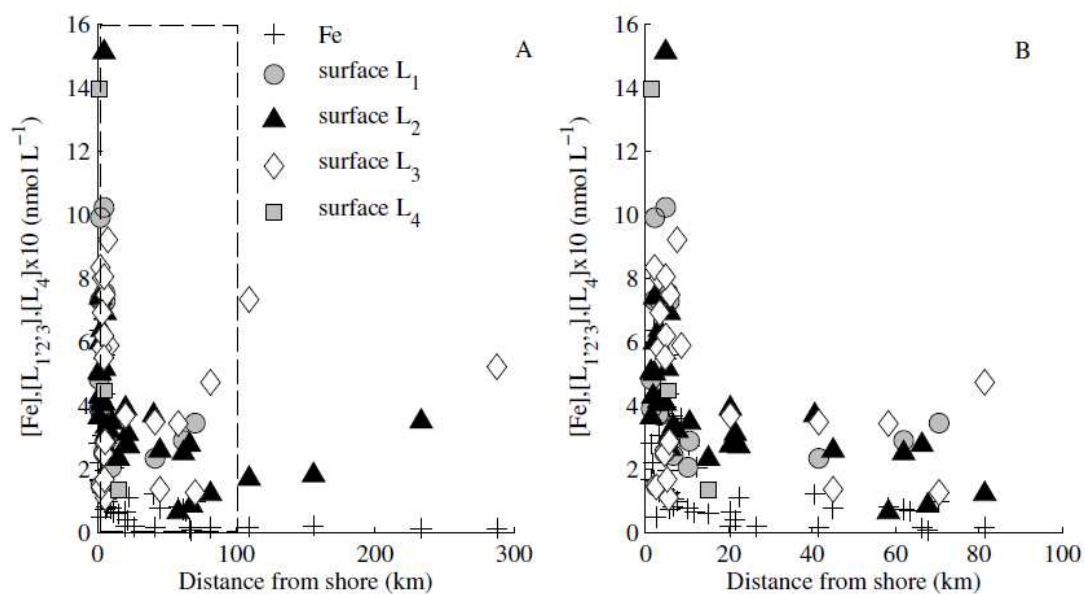 16
14
12
10
8
6
4
2
0
[Fe],[L1,2,3],[L4]x10 (nmol L−1)
Fe
surface L1
surface L2
surface L3
surface L4
A
0 100 200 300
Distance from shore (km)
16
14
12
10
8
6
4
2
0
[Fe],[L1,2,3],[L4]x10 (nmol L−1)
B
0 20 40 60 80 100
Distance from shore (km)